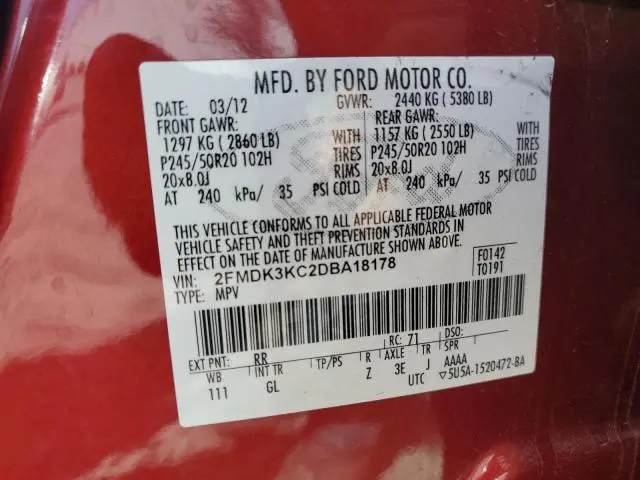 MFD. BY FORD MOTOR CO.
DATE: 03/12 GVWR: 2440 KG ( 5380 LB)
FRONT GAWR: REAR GAWR:
1297 KG ( 2860 LB) WITH 1157 KG ( 2550 LB) WITH
P245/50R20 102H TIRES P245/50R20 102H TIRES
20x8.0J RIMS 20x8.0J RIMS
AT 240 kPa/ 35 PSI COLD AT 240 kPa/ 35 PSI COLD
THIS VEHICLE CONFORMS TO ALL APPLICABLE FEDERAL MOTOR
VEHICLE SAFETY AND THEFT PREVENTION STANDARDS IN
EFFECT ON THE DATE OF MANUFACTURE SHOWN ABOVE.
VIN: 2FMDK3KC2DBA18178 F0142
TYPE: MPV T0191
EXT PNT: RR RC: 71 DSO:
WB INT TR TP/PS R AXLE TR SPR
111 GL Z 3E J AAAA
UTC ▽5U5A-1520472-BA